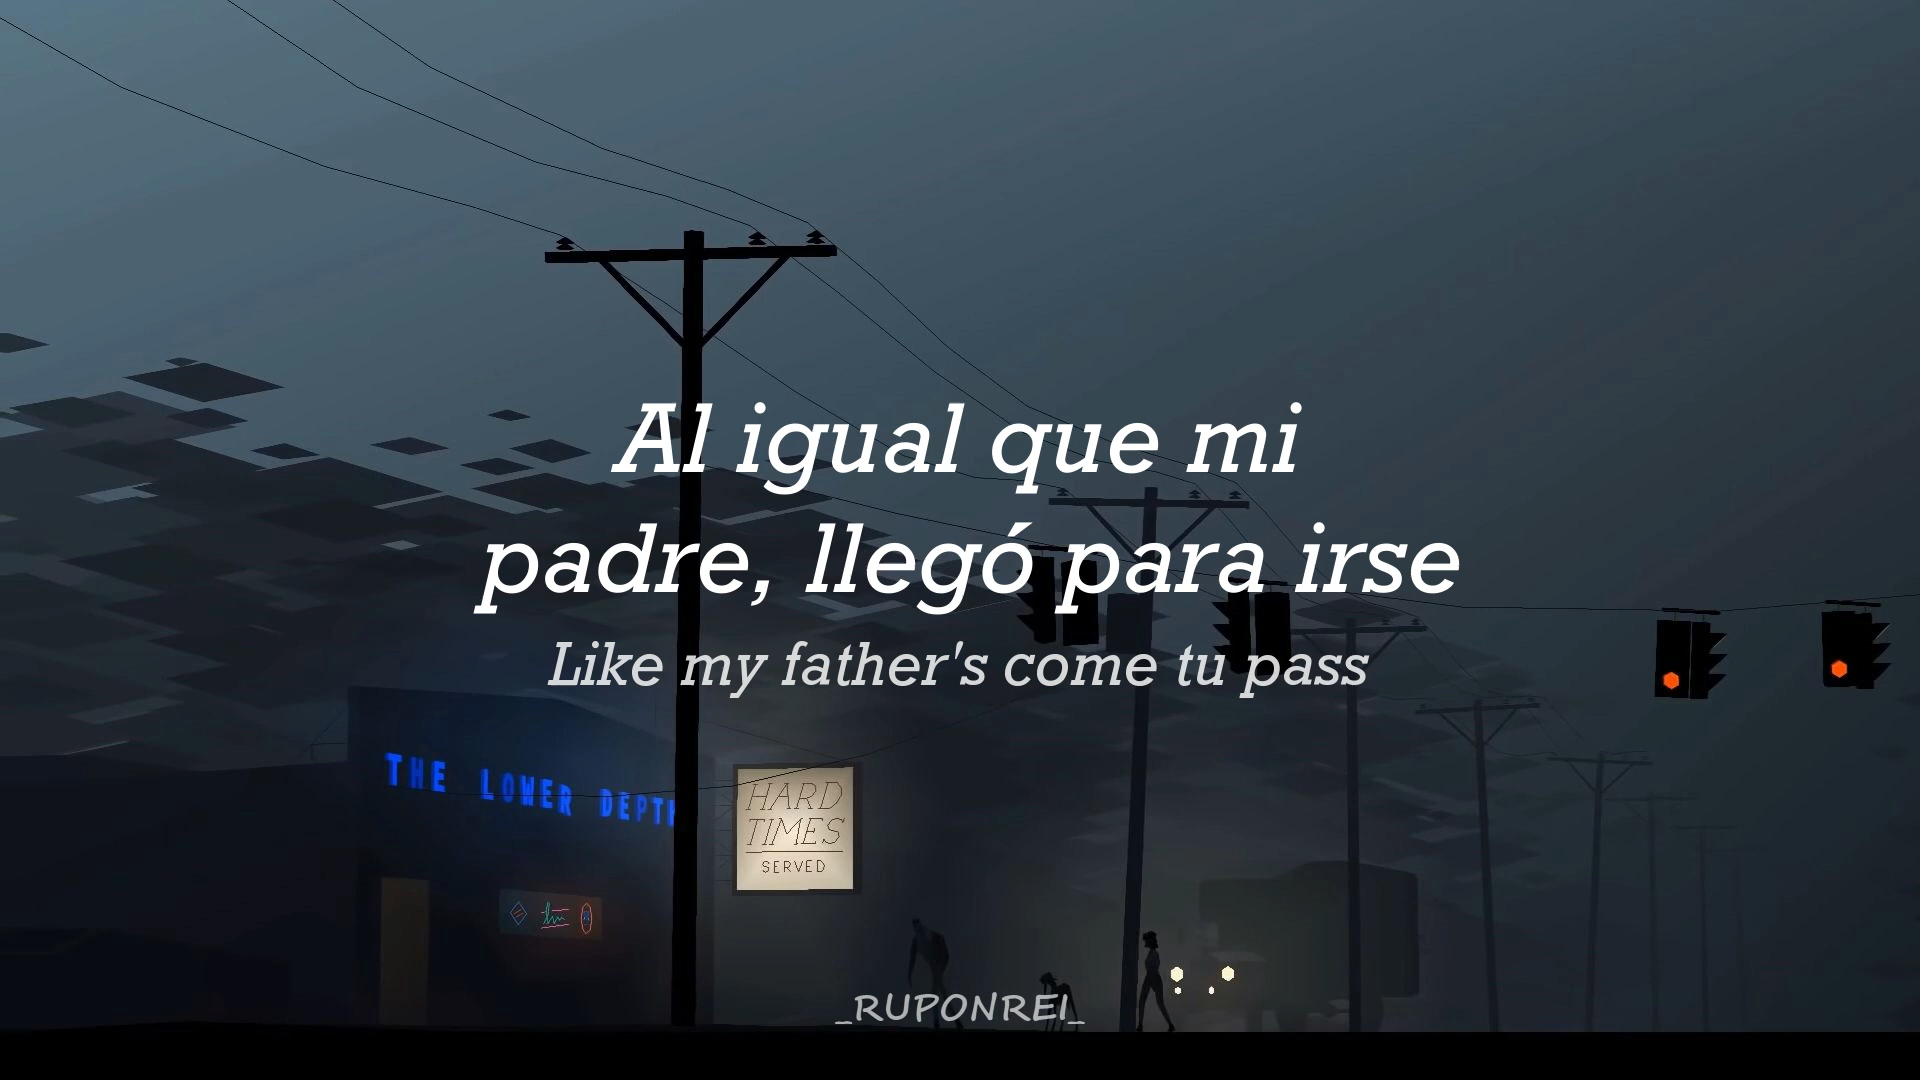 Al igual que mi
padre, llegó para irse
Like my father's come tu pass
THE LOWER DEPTH
HARD
TIMES
SERVED
_RUPONREI_